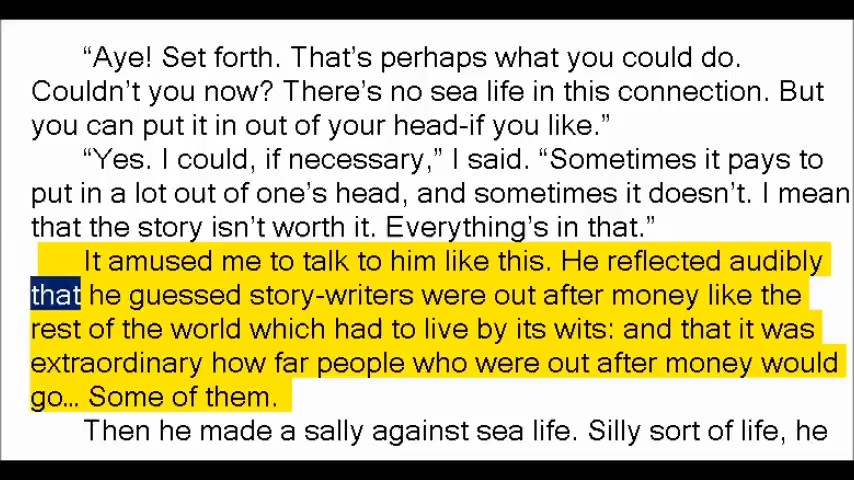 “Aye! Set forth. That’s perhaps what you could do.
Couldn’t you now? There’s no sea life in this connection. But
you can put it in out of your head-if you like.”
“Yes. I could, if necessary,” I said. “Sometimes it pays to
put in a lot out of one’s head, and sometimes it doesn’t. I mean
that the story isn’t worth it. Everything’s in that.”
It amused me to talk to him like this. He reflected audibly
that he guessed story-writers were out after money like the
rest of the world which had to live by its wits: and that it was
extraordinary how far people who were out after money would
go… Some of them.
Then he made a sally against sea life. Silly sort of life, he